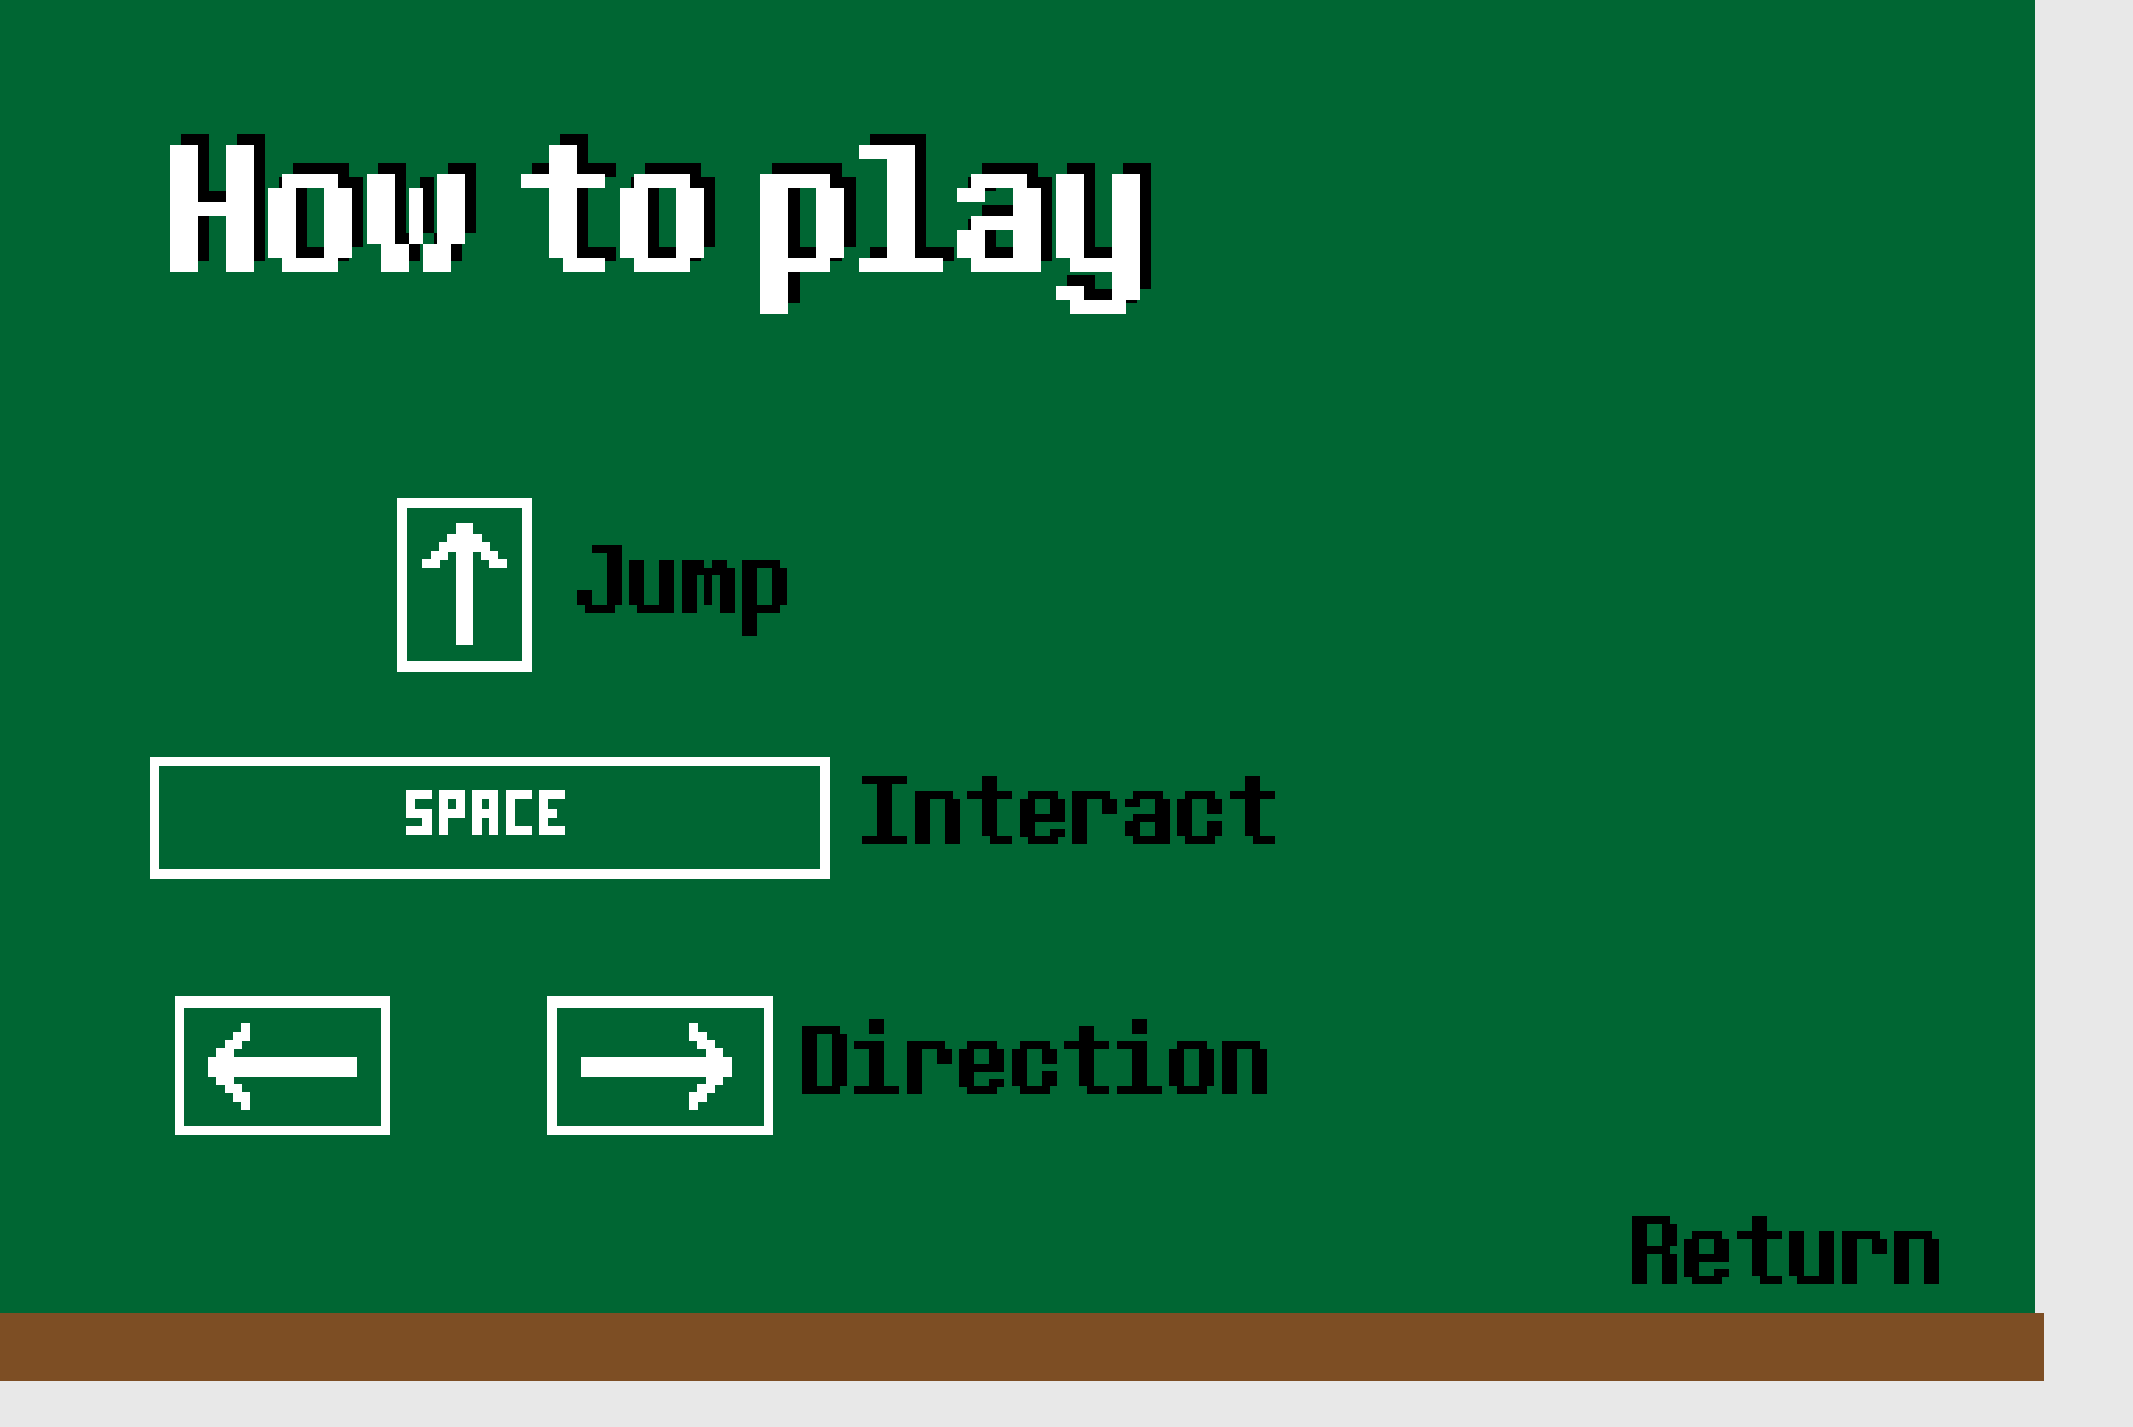 How to play
↑ Jump
SPACE Interact
← → Direction
Return